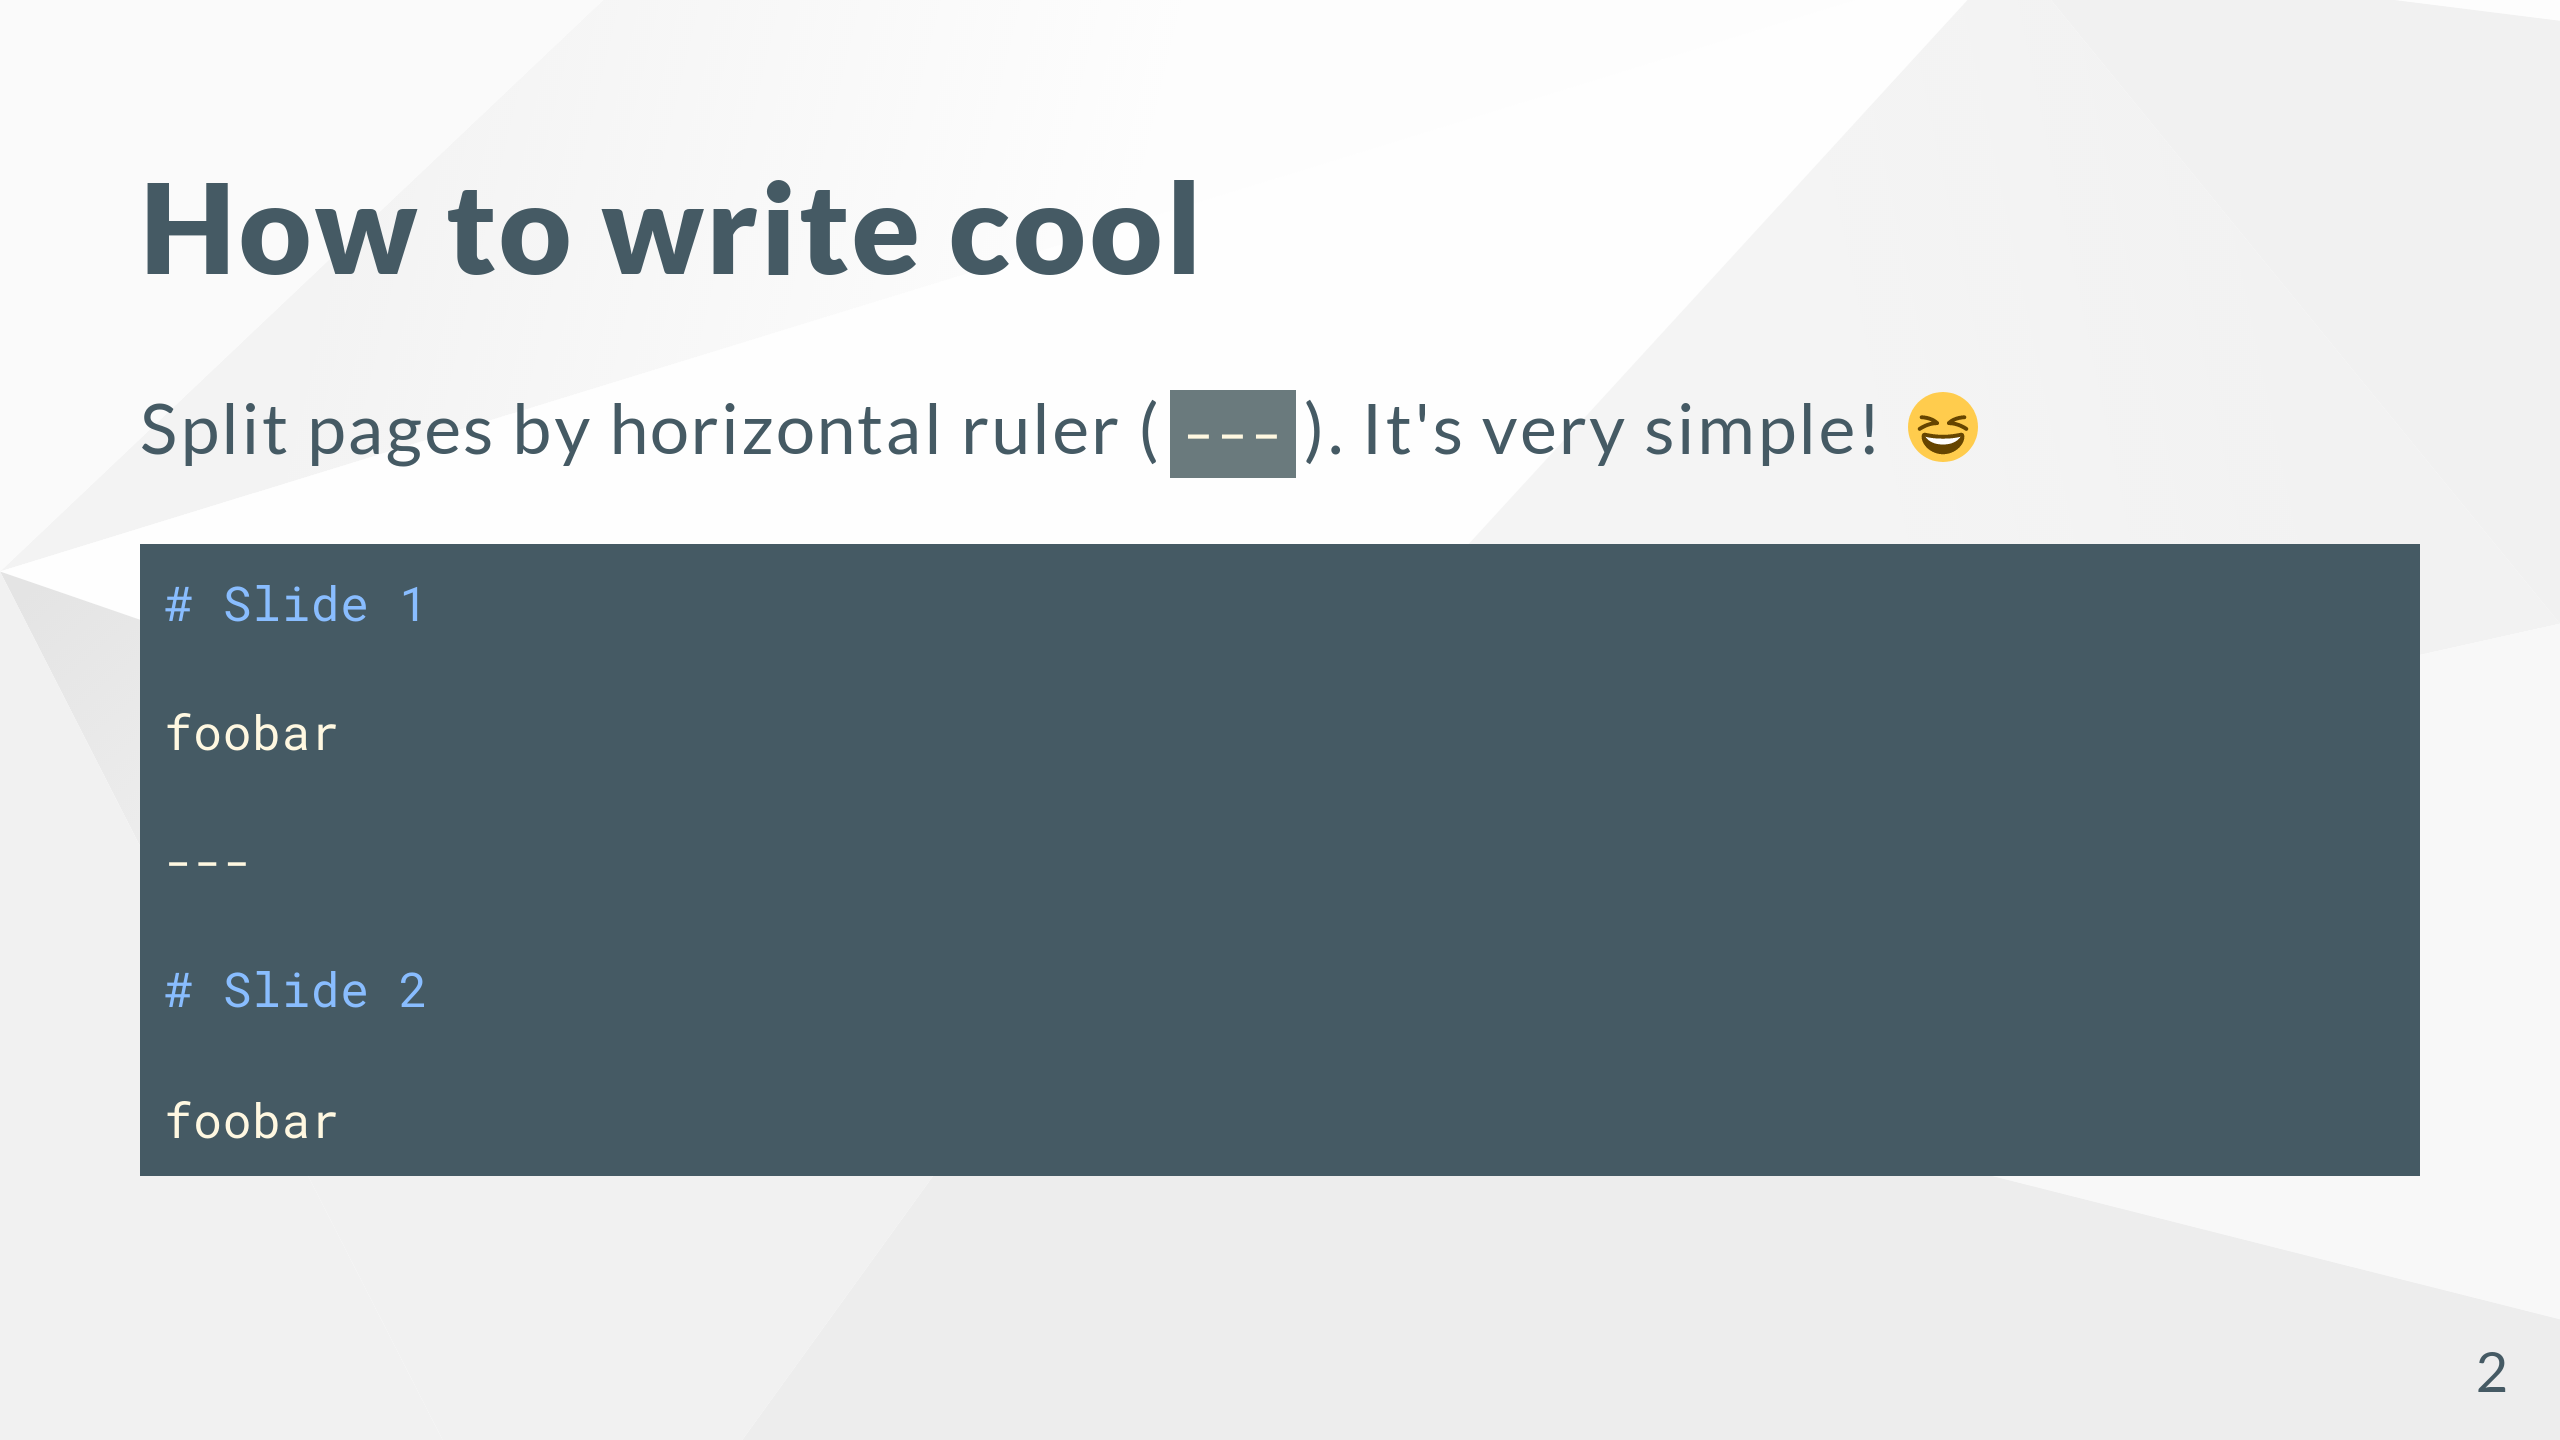 How to write cool
Split pages by horizontal ruler ( --- ). It's very simple! 😆
# Slide 1
foobar
---
# Slide 2
foobar
2